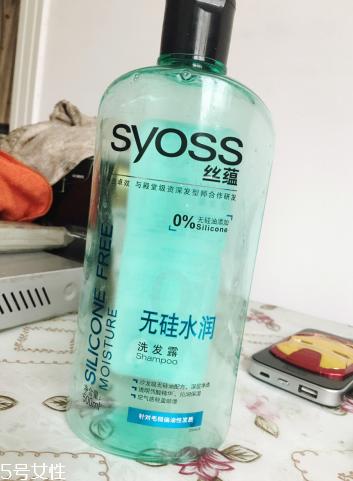 syoss
丝蕴
与殿堂级资深发型师合作研发
0% 无硅油添加
Silicone
SILICONE FREE
MOISTURE
无硅水润
洗发露
Shampoo
针对毛糙偏油性发质
500ml
5号女性